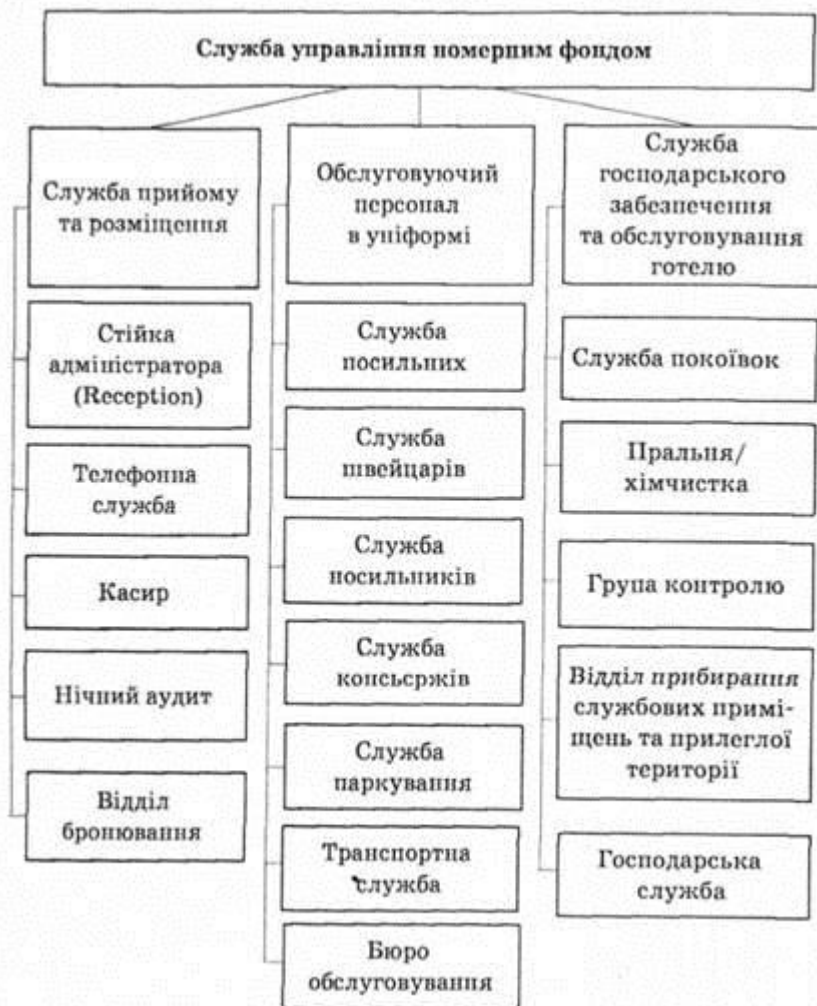 Служба управління номерним фондом
Служба прийому
та розміщення
Стійка
адміністратора
(Reception)
Телефонна
служба
Касир
Нічний аудит
Відділ
бронювання
Обслуговуючий
персонал
в уніформі
Служба
посильних
Служба
швейцарів
Служба
носильників
Служба
консьєржів
Служба
паркування
Транспортна
служба
Бюро
обслуговування
Служба
господарського
забезпечення
та обслуговування
готелю
Служба покоївок
Пральня/
хімчистка
Група контролю
Відділ прибирання
службових примі-
щень та прилеглої
території
Господарська
служба